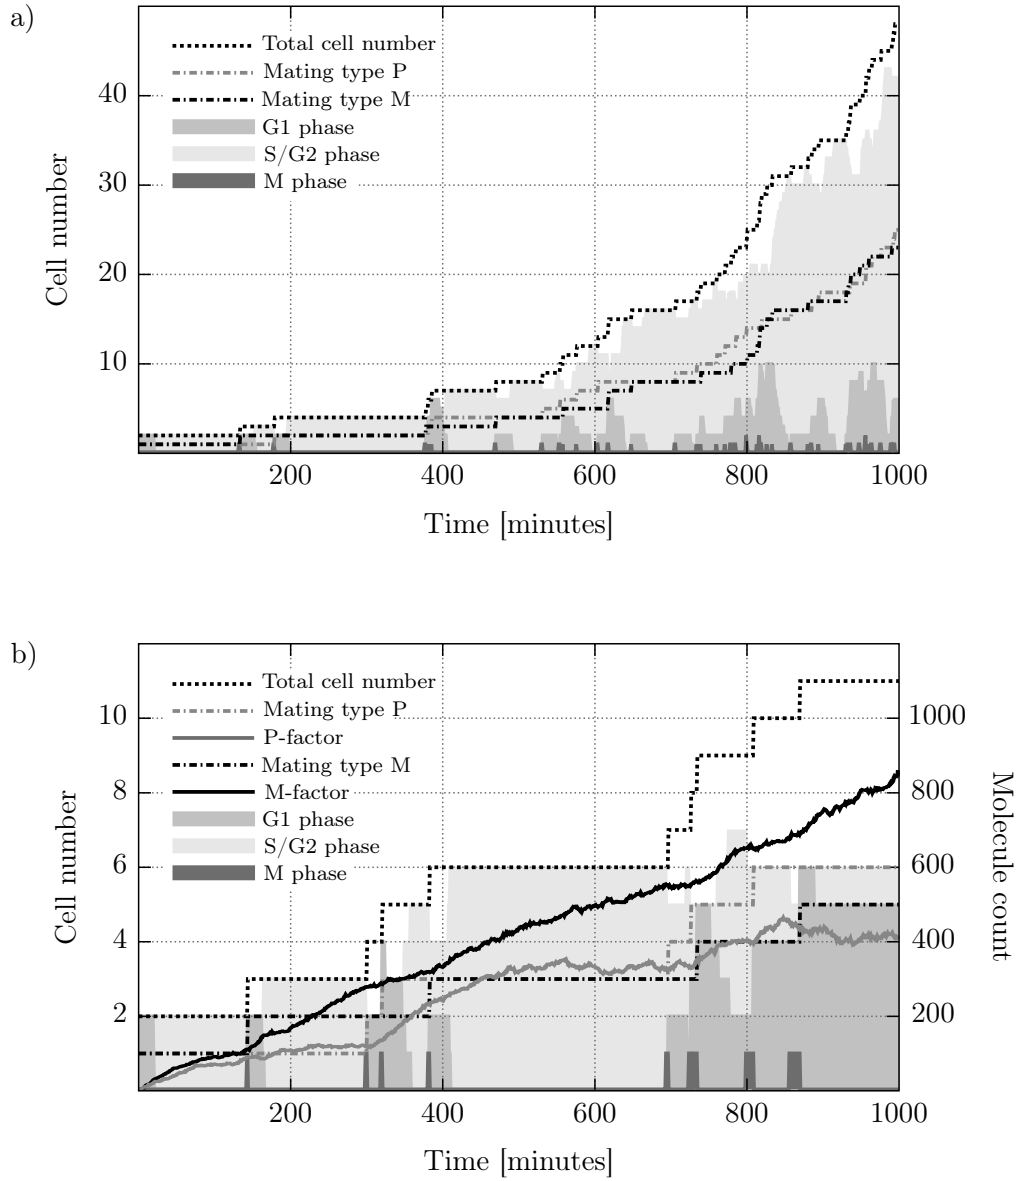 a)
Total cell number
Mating type P
Mating type M
G1 phase
S/G2 phase
M phase
40
30
20
10
Cell number
200
400
600
800
1000
Time [minutes]
b)
Total cell number
Mating type P
P-factor
Mating type M
M-factor
G1 phase
S/G2 phase
M phase
10
8
6
4
2
Cell number
1000
800
600
400
200
Molecule count
200
400
600
800
1000
Time [minutes]